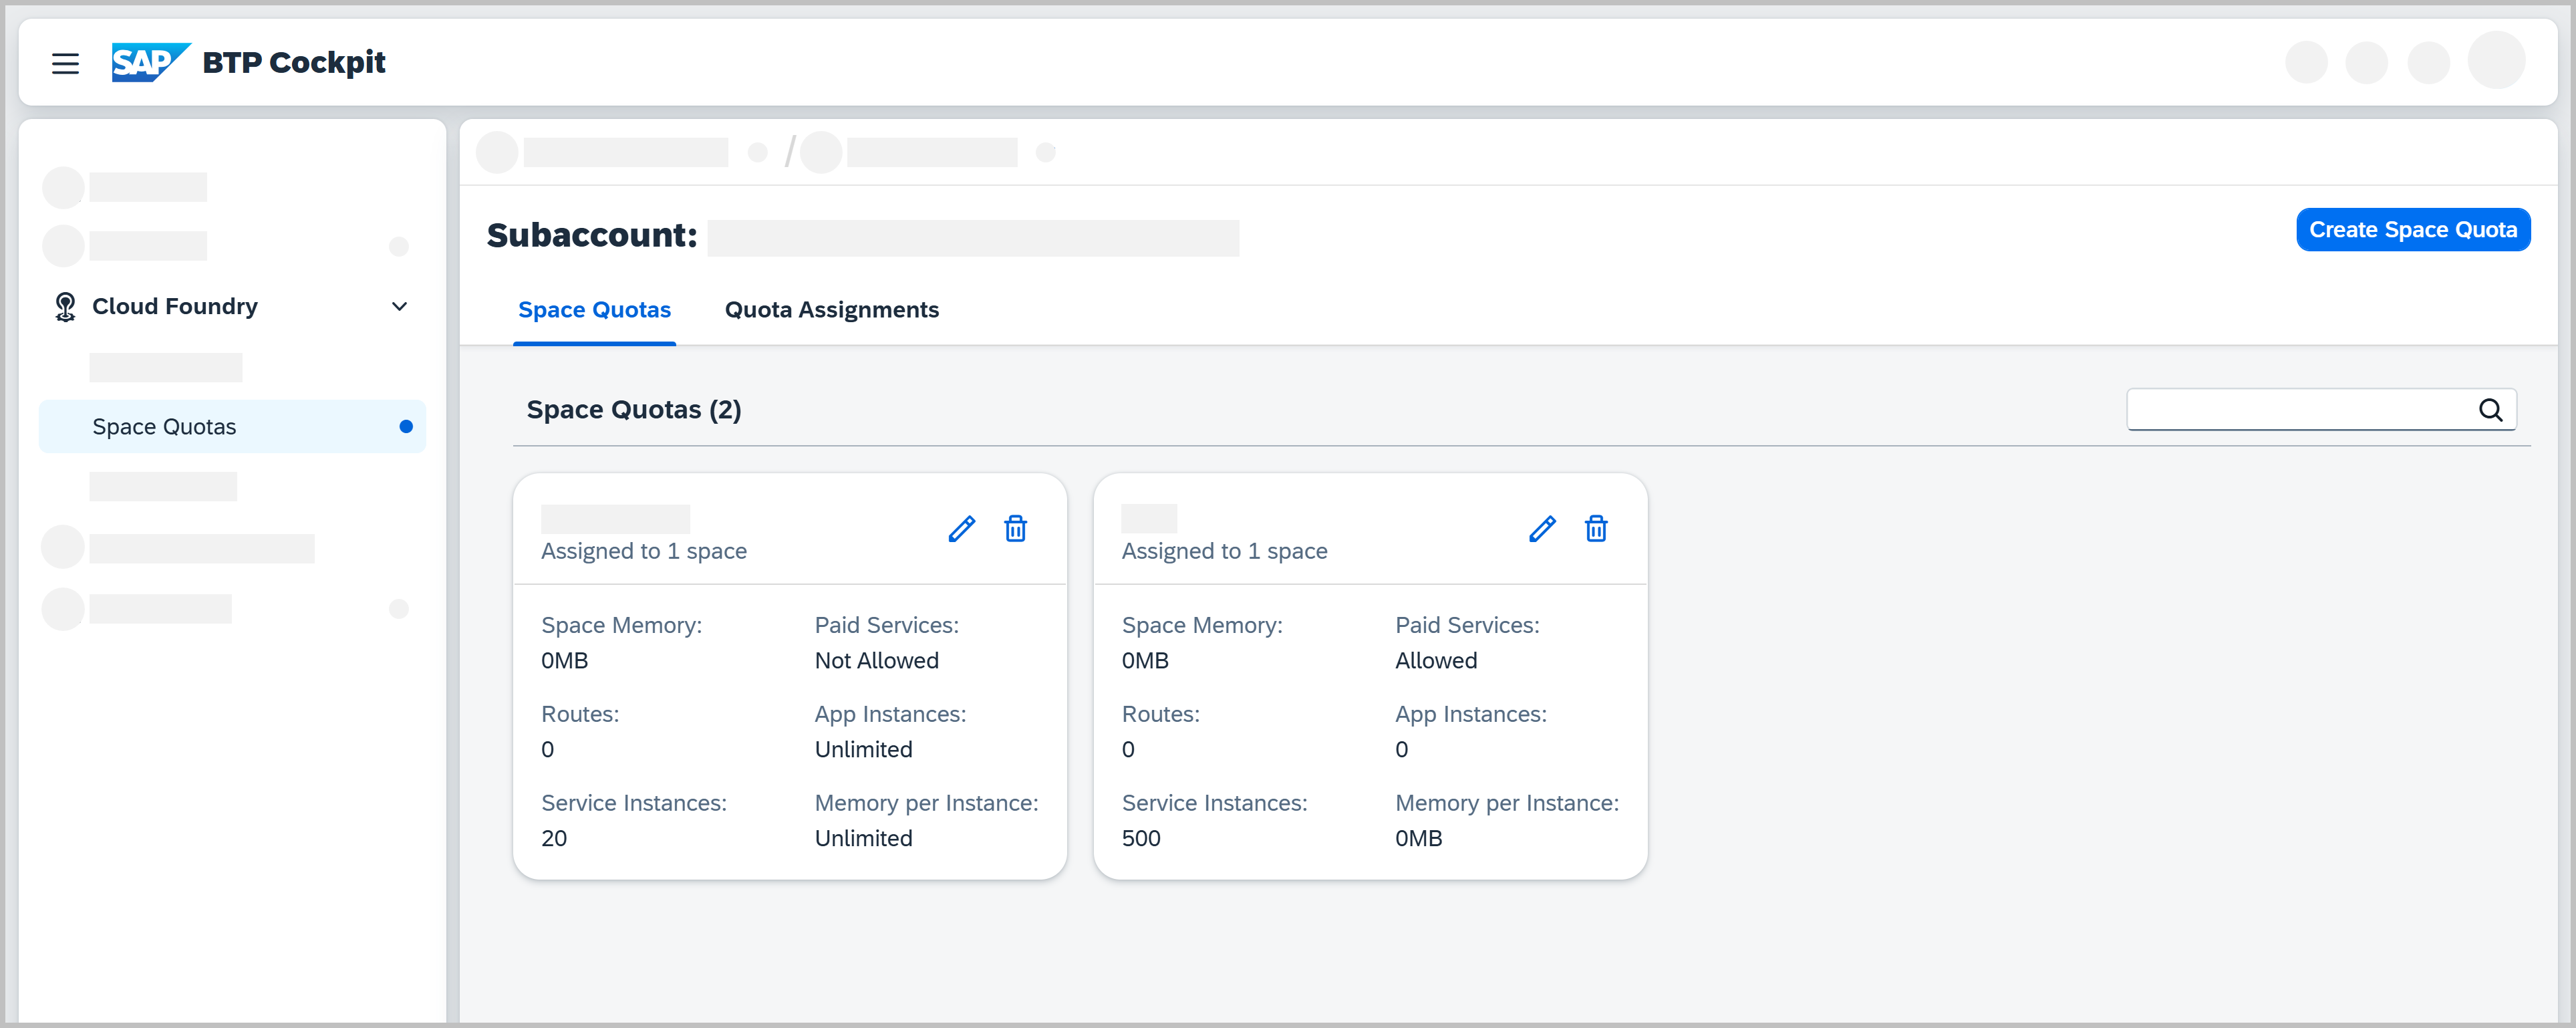 SAP BTP Cockpit
Subaccount:
Create Space Quota
Cloud Foundry
Space Quotas
Space Quotas Quota Assignments
Space Quotas (2)
Assigned to 1 space
Space Memory: Paid Services:
0MB Not Allowed
Routes: App Instances:
0 Unlimited
Service Instances: Memory per Instance:
20 Unlimited
Assigned to 1 space
Space Memory: Paid Services:
0MB Allowed
Routes: App Instances:
0 0
Service Instances: Memory per Instance:
500 0MB